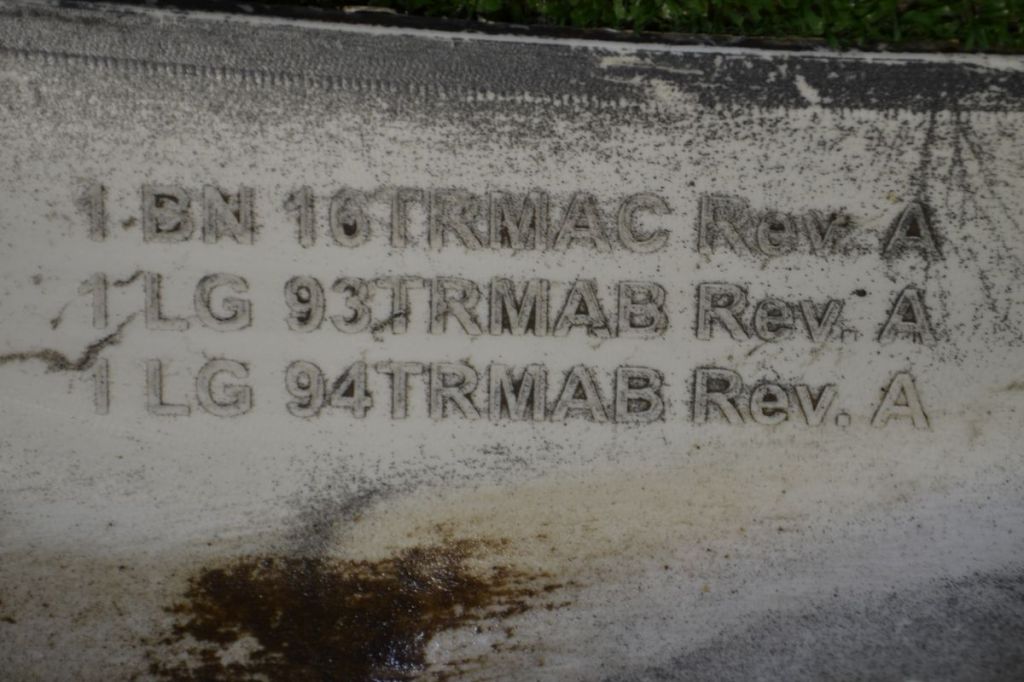 1 BN 16TRMAC Rev. A
1 LG 93TRMAB Rev. A
1 LG 94TRMAB Rev. A